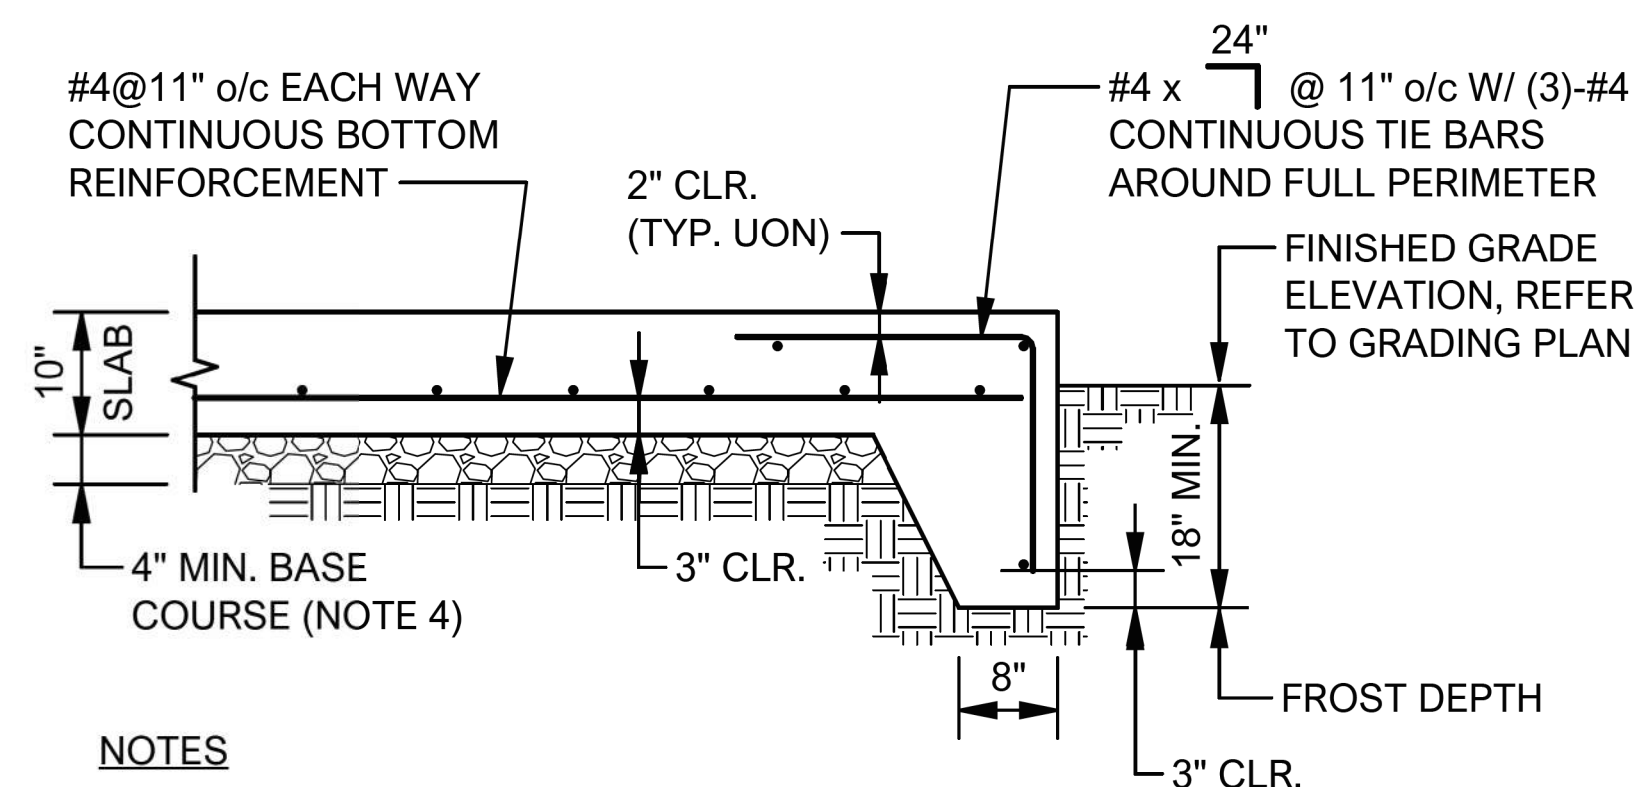 24"
#4@11" o/c EACH WAY
CONTINUOUS BOTTOM
REINFORCEMENT
#4 x @ 11" o/c W/ (3)-#4
CONTINUOUS TIE BARS
AROUND FULL PERIMETER
2" CLR.
(TYP. UON)
FINISHED GRADE
ELEVATION, REFER
TO GRADING PLAN
10"
SLAB
18" MIN.
4" MIN. BASE
COURSE (NOTE 4)
3" CLR.
8"
FROST DEPTH
NOTES
3" CLR.